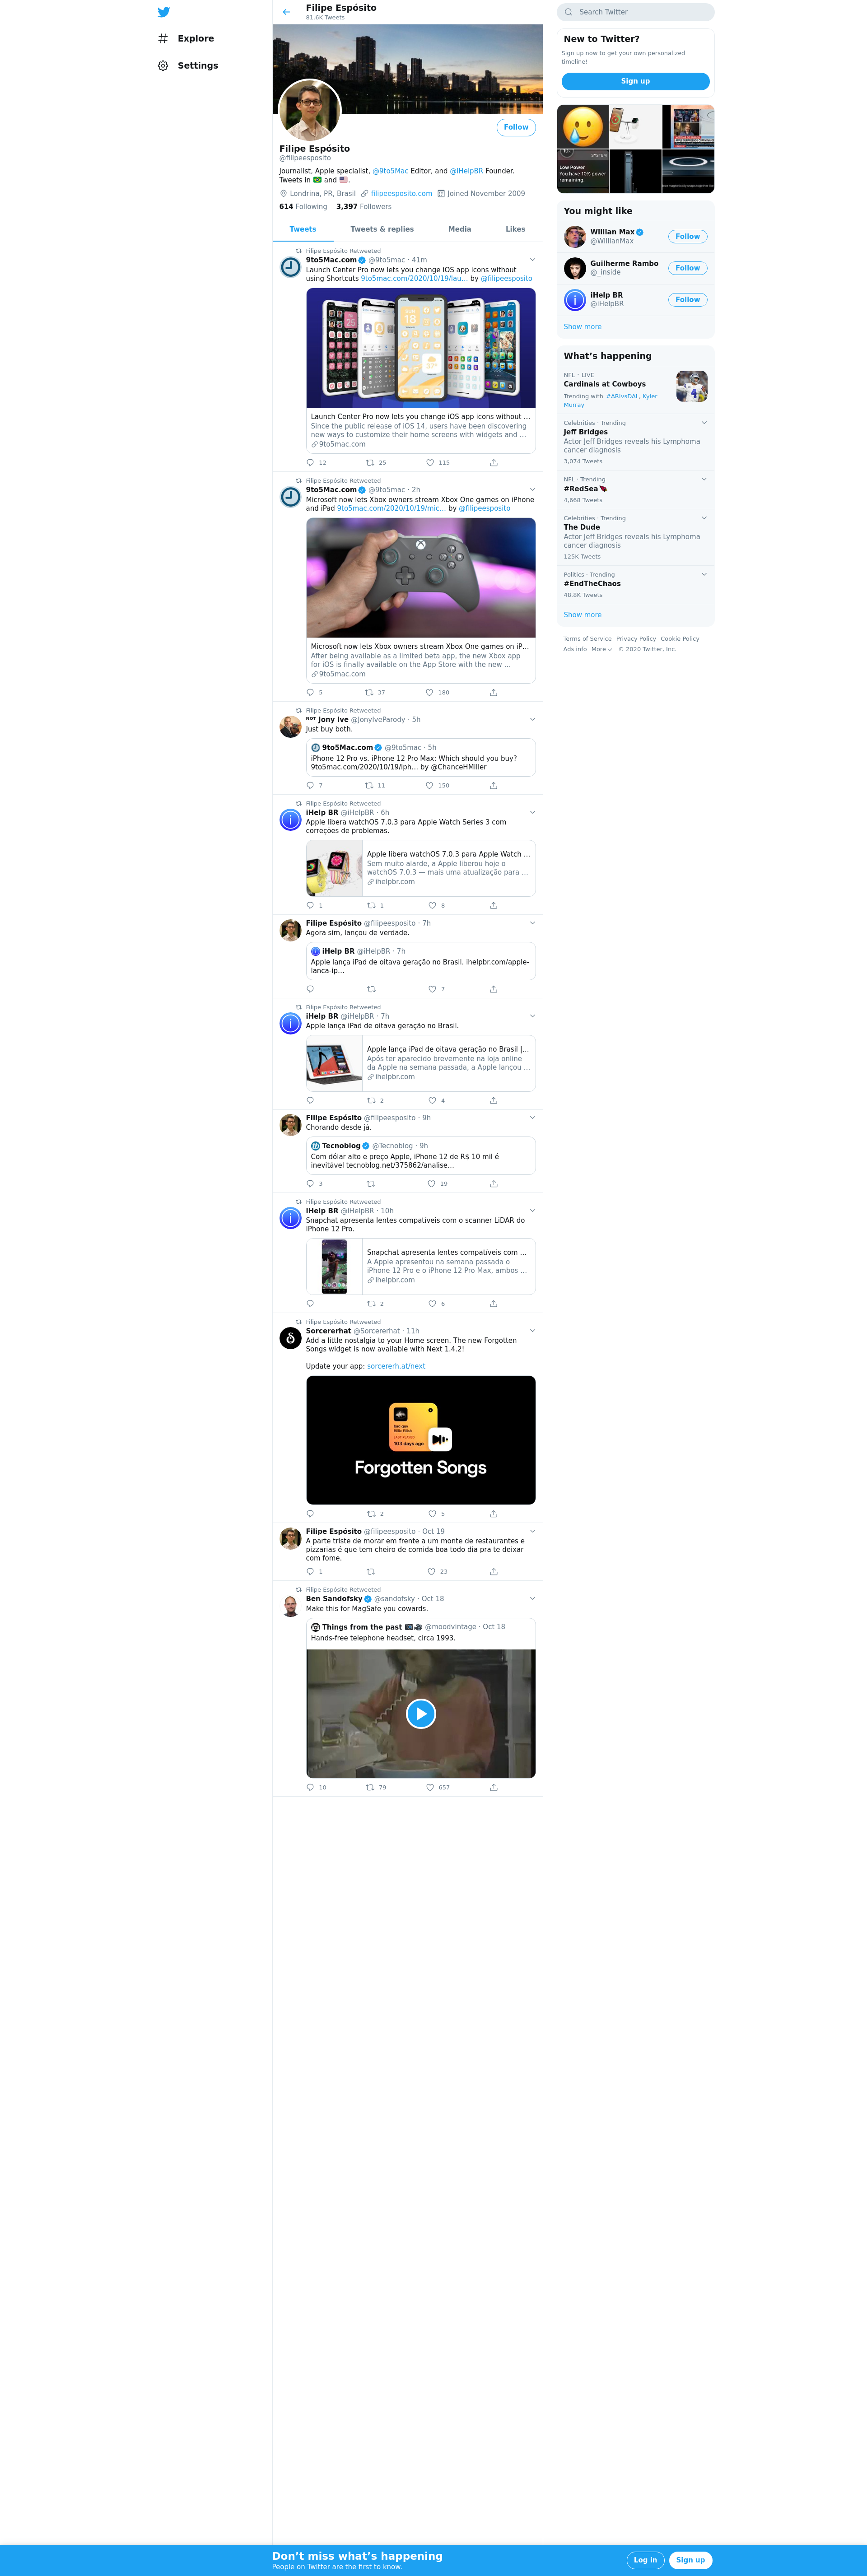 Explore
Settings
Filipe Espósito
81.6K Tweets
Follow
Filipe Espósito
@filipeesposito
Journalist, Apple specialist, @9to5Mac Editor, and @iHelpBR Founder.
Tweets in 🇧🇷 and 🇺🇸.
Londrina, PR, Brasil filipeesposito.com Joined November 2009
614 Following 3,397 Followers
Tweets Tweets & replies Media Likes
Filipe Espósito Retweeted
9to5Mac.com @9to5mac · 41m
Launch Center Pro now lets you change iOS app icons without
using Shortcuts 9to5mac.com/2020/10/19/lau… by @filipeesposito
Launch Center Pro now lets you change iOS app icons without …
Since the public release of iOS 14, users have been discovering
new ways to customize their home screens with widgets and …
9to5mac.com
12 25 115
Filipe Espósito Retweeted
9to5Mac.com @9to5mac · 2h
Microsoft now lets Xbox owners stream Xbox One games on iPhone
and iPad 9to5mac.com/2020/10/19/mic… by @filipeesposito
Microsoft now lets Xbox owners stream Xbox One games on iP…
After being available as a limited beta app, the new Xbox app
for iOS is finally available on the App Store with the new …
9to5mac.com
5 37 180
Filipe Espósito Retweeted
ᴺᴼᵀ Jony Ive @JonyIveParody · 5h
Just buy both.
9to5Mac.com @9to5mac · 5h
iPhone 12 Pro vs. iPhone 12 Pro Max: Which should you buy?
9to5mac.com/2020/10/19/iph… by @ChanceHMiller
7 11 150
Filipe Espósito Retweeted
iHelp BR @iHelpBR · 6h
Apple libera watchOS 7.0.3 para Apple Watch Series 3 com
correções de problemas.
Apple libera watchOS 7.0.3 para Apple Watch …
Sem muito alarde, a Apple liberou hoje o
watchOS 7.0.3 — mais uma atualização para …
ihelpbr.com
1 1 8
Filipe Espósito @filipeesposito · 7h
Agora sim, lançou de verdade.
iHelp BR @iHelpBR · 7h
Apple lança iPad de oitava geração no Brasil. ihelpbr.com/apple-
lanca-ip…
7
Filipe Espósito Retweeted
iHelp BR @iHelpBR · 7h
Apple lança iPad de oitava geração no Brasil.
Apple lança iPad de oitava geração no Brasil |…
Após ter aparecido brevemente na loja online
da Apple na semana passada, a Apple lançou …
ihelpbr.com
2 4
Filipe Espósito @filipeesposito · 9h
Chorando desde já.
Tecnoblog @Tecnoblog · 9h
Com dólar alto e preço Apple, iPhone 12 de R$ 10 mil é
inevitável tecnoblog.net/375862/analise…
3 19
Filipe Espósito Retweeted
iHelp BR @iHelpBR · 10h
Snapchat apresenta lentes compatíveis com o scanner LiDAR do
iPhone 12 Pro.
Snapchat apresenta lentes compatíveis com …
A Apple apresentou na semana passada o
iPhone 12 Pro e o iPhone 12 Pro Max, ambos …
ihelpbr.com
2 6
Filipe Espósito Retweeted
Sorcererhat @Sorcererhat · 11h
Add a little nostalgia to your Home screen. The new Forgotten
Songs widget is now available with Next 1.4.2!
Update your app: sorcererh.at/next
bad guy
Billie Eilish
LAST PLAYED
103 days ago
Forgotten Songs
2 5
Filipe Espósito @filipeesposito · Oct 19
A parte triste de morar em frente a um monte de restaurantes e
pizzarias é que tem cheiro de comida boa todo dia pra te deixar
com fome.
1 23
Filipe Espósito Retweeted
Ben Sandofsky @sandofsky · Oct 18
Make this for MagSafe you cowards.
Things from the past @moodvintage · Oct 18
Hands-free telephone headset, circa 1993.
10 79 657
Search Twitter
New to Twitter?
Sign up now to get your own personalized
timeline!
Sign up
SYSTEM
Low Power
You have 10% power
remaining.
You might like
Willian Max
@WillianMax
Follow
Guilherme Rambo
@_inside
Follow
iHelp BR
@iHelpBR
Follow
Show more
What’s happening
NFL · LIVE
Cardinals at Cowboys
Trending with #ARIvsDAL, Kyler
Murray
Celebrities · Trending
Jeff Bridges
Actor Jeff Bridges reveals his Lymphoma
cancer diagnosis
3,074 Tweets
NFL · Trending
#RedSea
4,668 Tweets
Celebrities · Trending
The Dude
Actor Jeff Bridges reveals his Lymphoma
cancer diagnosis
125K Tweets
Politics · Trending
#EndTheChaos
48.8K Tweets
Show more
Terms of Service Privacy Policy Cookie Policy
Ads info More © 2020 Twitter, Inc.
Don’t miss what’s happening
People on Twitter are the first to know.
Log in Sign up